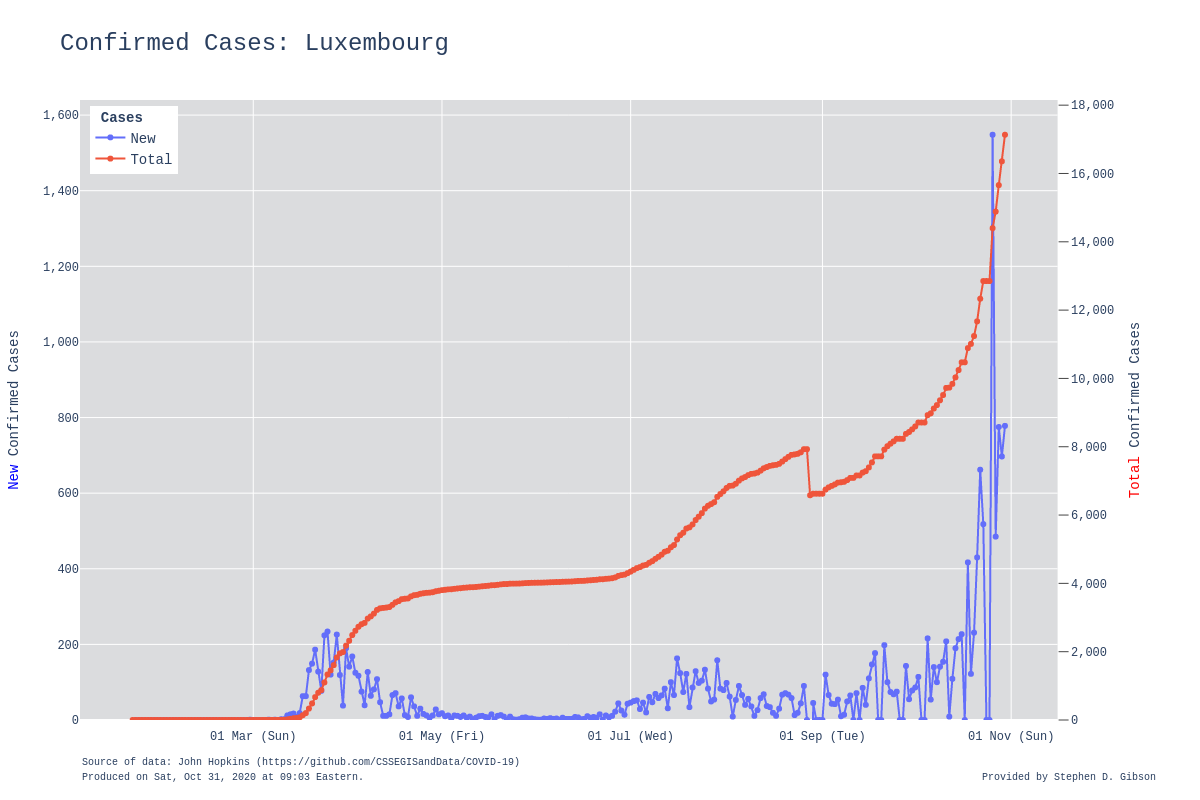 Confirmed Cases: Luxembourg
Cases
New
Total
1,600
1,400
1,200
1,000
800
600
400
200
0
18,000
16,000
14,000
12,000
10,000
8,000
6,000
4,000
2,000
0
New Confirmed Cases
Total Confirmed Cases
01 Mar (Sun)
01 May (Fri)
01 Jul (Wed)
01 Sep (Tue)
01 Nov (Sun)
Source of data: John Hopkins (https://github.com/CSSEGISandData/COVID-19)
Produced on Sat, Oct 31, 2020 at 09:03 Eastern.
Provided by Stephen D. Gibson